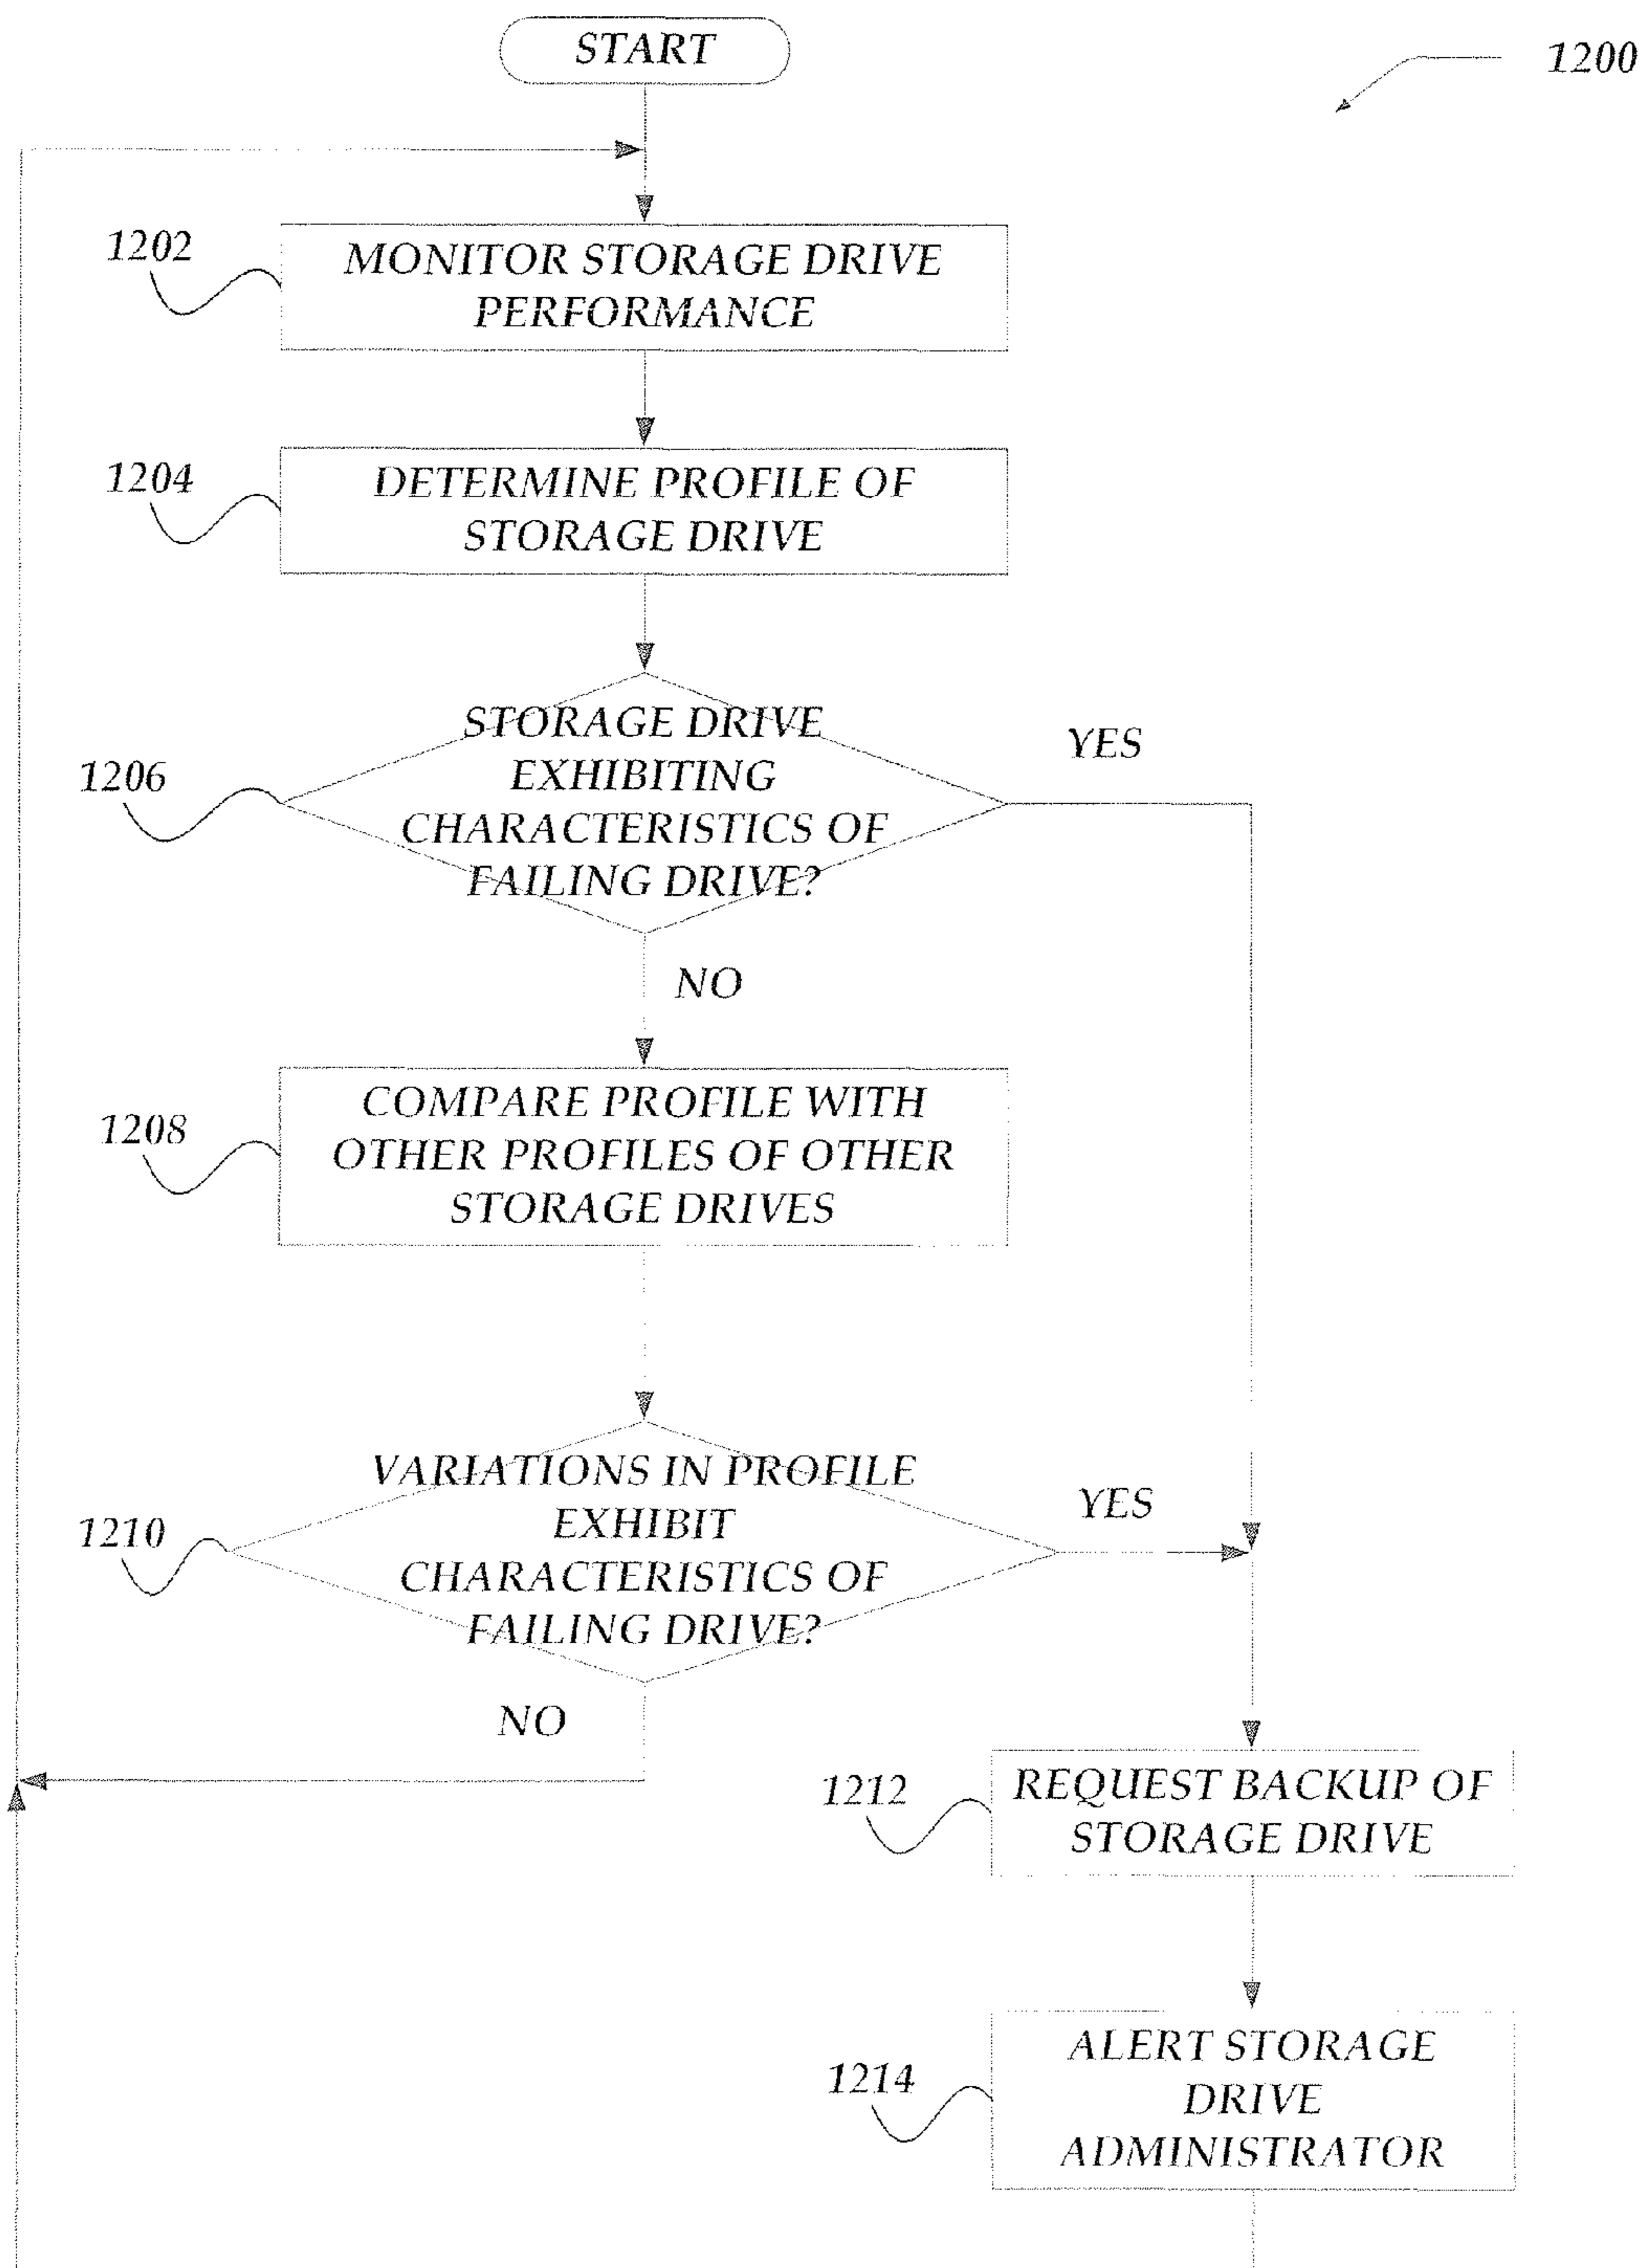 START
1200
1202
MONITOR STORAGE DRIVE
PERFORMANCE
1204
DETERMINE PROFILE OF
STORAGE DRIVE
1206
STORAGE DRIVE
EXHIBITING
CHARACTERISTICS OF
FAILING DRIVE?
YES
NO
1208
COMPARE PROFILE WITH
OTHER PROFILES OF OTHER
STORAGE DRIVES
1210
VARIATIONS IN PROFILE
EXHIBIT
CHARACTERISTICS OF
FAILING DRIVE?
YES
NO
1212
REQUEST BACKUP OF
STORAGE DRIVE
1214
ALERT STORAGE
DRIVE
ADMINISTRATOR